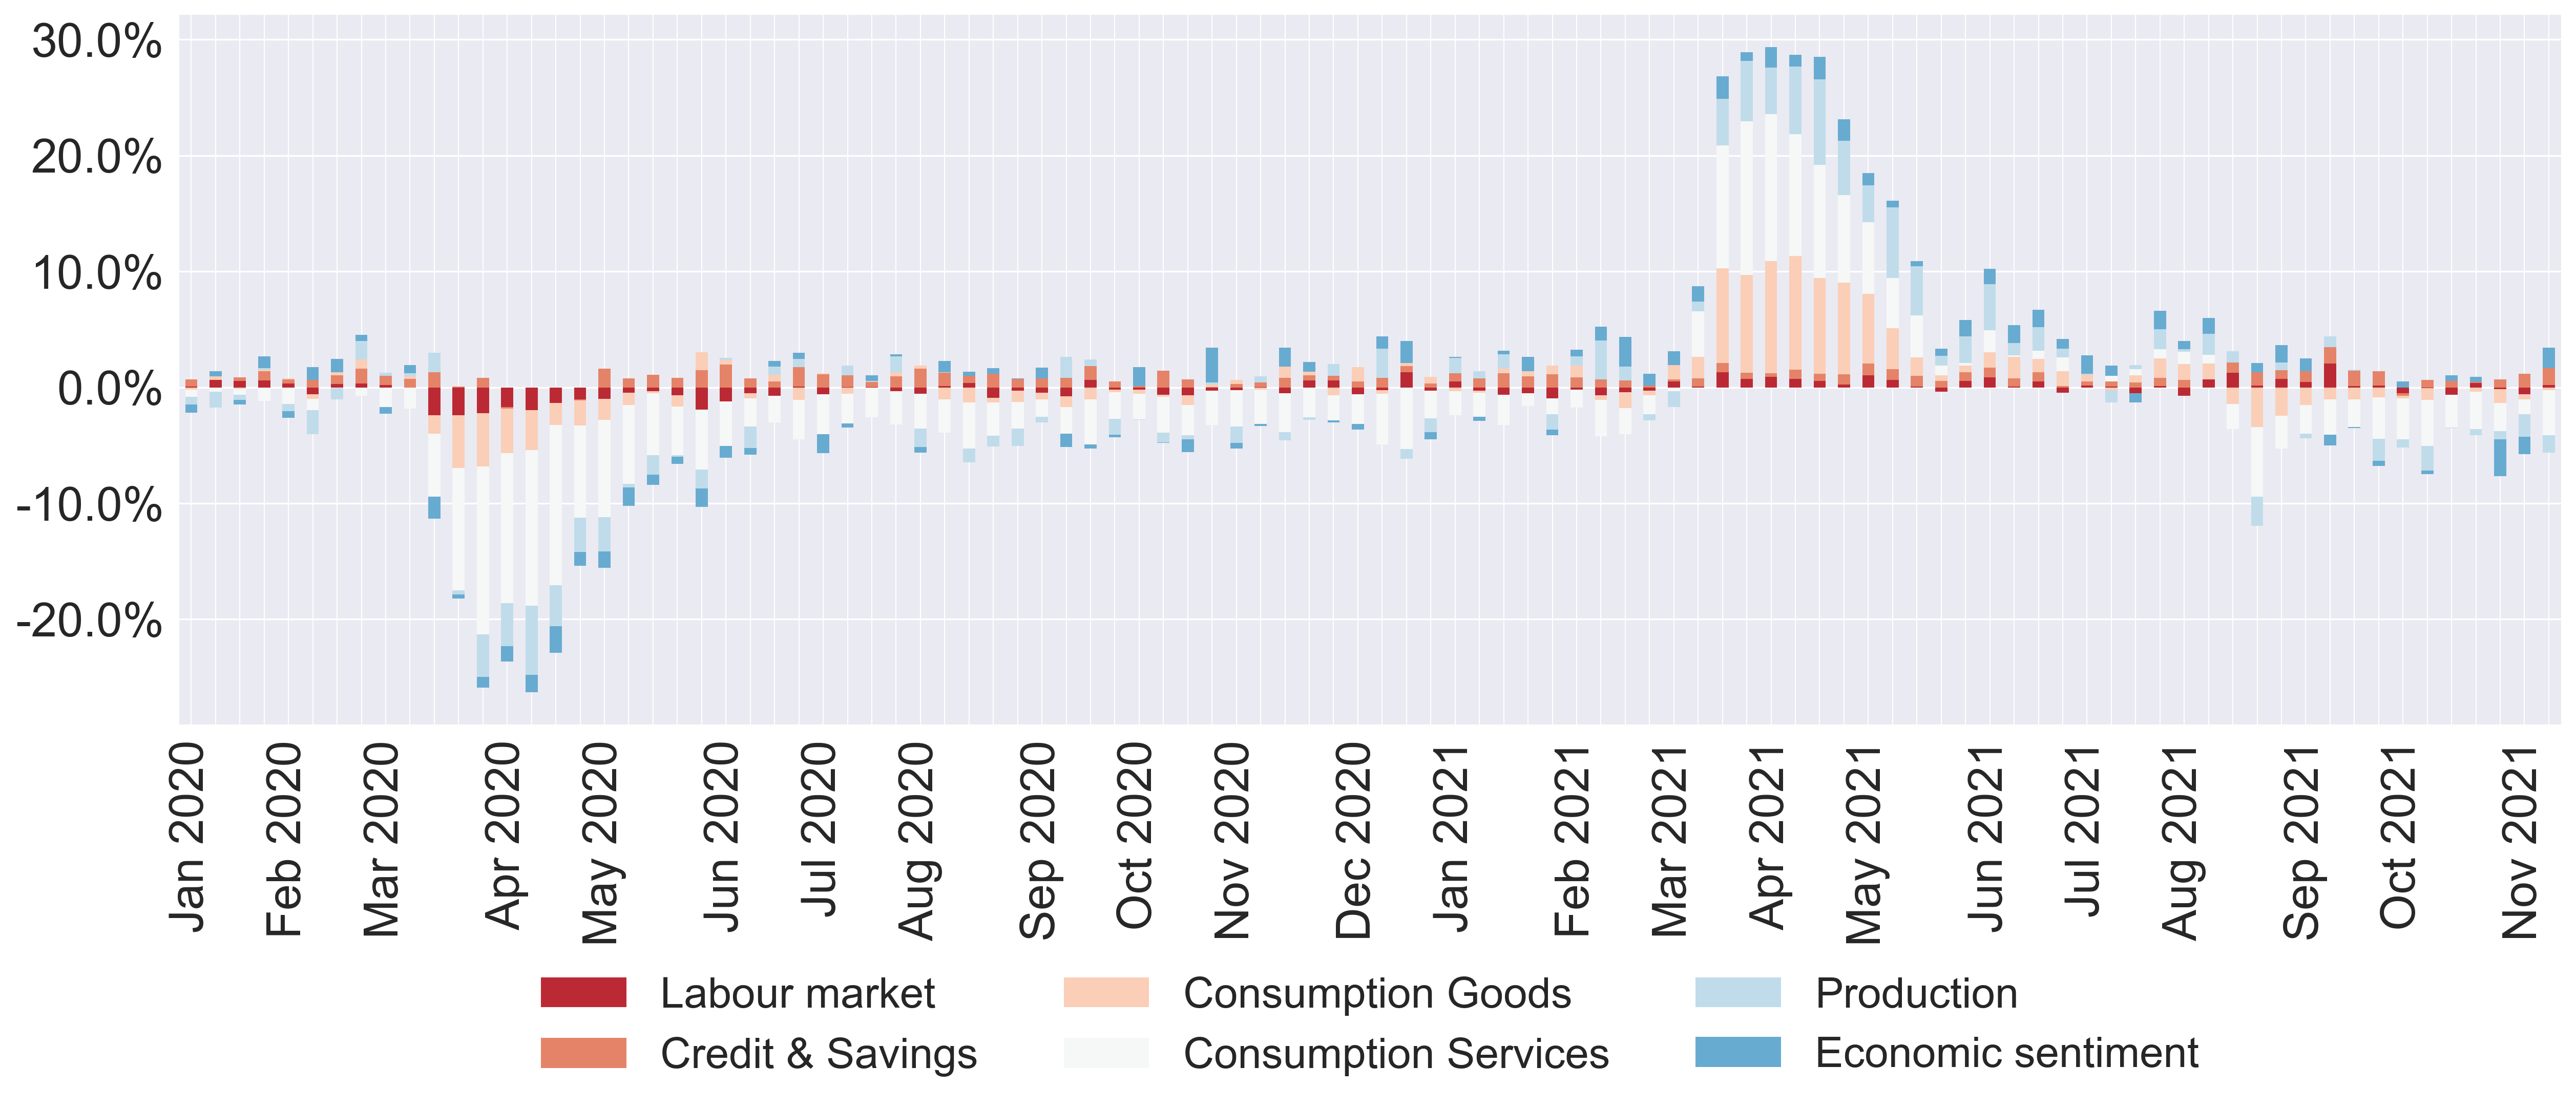 30.0%
20.0%
10.0%
0.0%
-10.0%
-20.0%
Jan 2020
Feb 2020
Mar 2020
Apr 2020
May 2020
Jun 2020
Jul 2020
Aug 2020
Sep 2020
Oct 2020
Nov 2020
Dec 2020
Jan 2021
Feb 2021
Mar 2021
Apr 2021
May 2021
Jun 2021
Jul 2021
Aug 2021
Sep 2021
Oct 2021
Nov 2021
Labour market
Credit & Savings
Consumption Goods
Consumption Services
Production
Economic sentiment